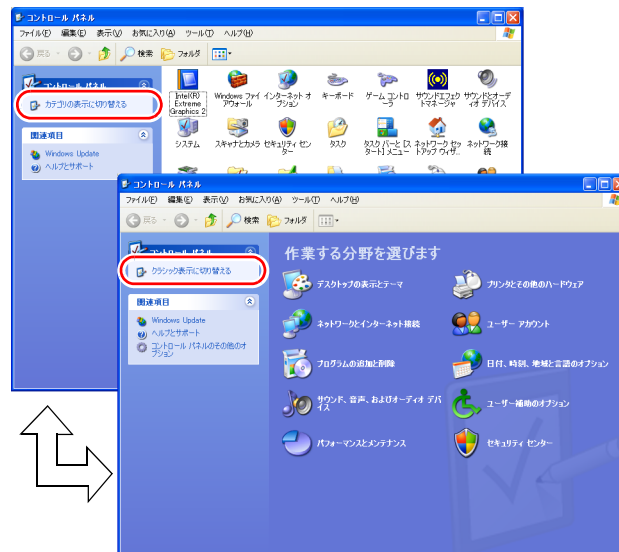 コントロール パネル
ファイル(F) 編集(E) 表示(V) お気に入り(A) ツール(T) ヘルプ(H)
戻る 検索 フォルダ
コントロール パネル
カテゴリの表示に切り替える
関連項目
Windows Update
ヘルプとサポート
Intel(R) Extreme Graphics 2
Windows ファイアウォール
インターネット オプション
キーボード
ゲーム コントローラ
サウンドエフェクトマネージャ
サウンドとオーディオ デバイス
システム
スキャナとカメラ
セキュリティ センター
タスク
タスク バーと [スタート] メニュー
ネットワーク セットアップ ウィザ...
ネットワーク接続
コントロール パネル
ファイル(F) 編集(E) 表示(V) お気に入り(A) ツール(T) ヘルプ(H)
戻る 検索 フォルダ
コントロール パネル
クラシック表示に切り替える
関連項目
Windows Update
ヘルプとサポート
コントロール パネルのその他のオプション
作業する分野を選びます
デスクトップの表示とテーマ
プリンタとその他のハードウェア
ネットワークとインターネット接続
ユーザー アカウント
プログラムの追加と削除
日付、時刻、地域と言語のオプション
サウンド、音声、およびオーディオ デバイス
ユーザー補助のオプション
パフォーマンスとメンテナンス
セキュリティ センター